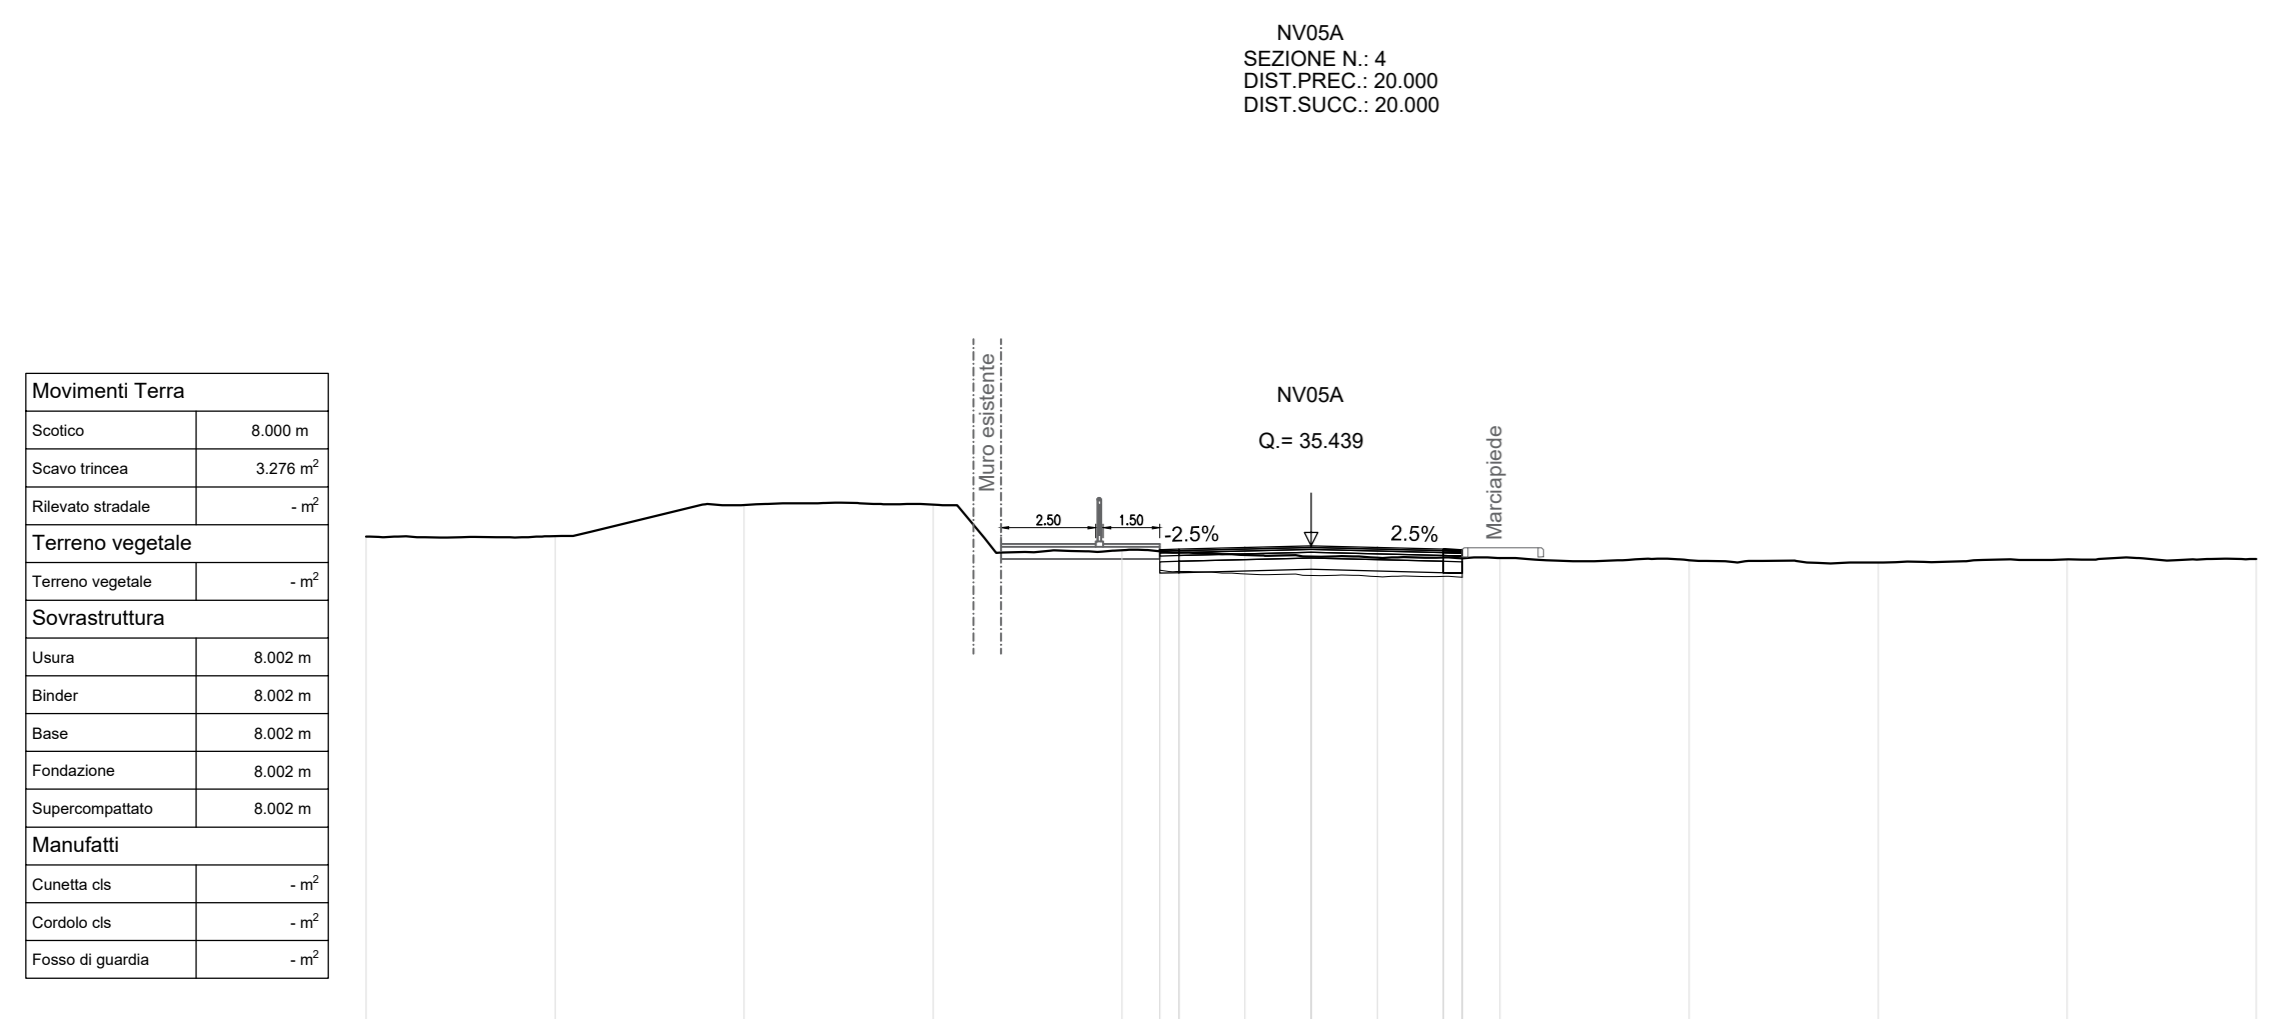 NV05A
SEZIONE N.: 4
DIST.PREC.: 20.000
DIST.SUCC.: 20.000
Muro esistente
NV05A
Q.= 35.439
Marciapiede
2.50
1.50
-2.5%
2.5%
Movimenti Terra
Scotico 8.000 m
Scavo trincea 3.276 m²
Rilevato stradale - m²
Terreno vegetale
Terreno vegetale - m²
Sovrastruttura
Usura 8.002 m
Binder 8.002 m
Base 8.002 m
Fondazione 8.002 m
Supercompattato 8.002 m
Manufatti
Cunetta cls - m²
Cordolo cls - m²
Fosso di guardia - m²